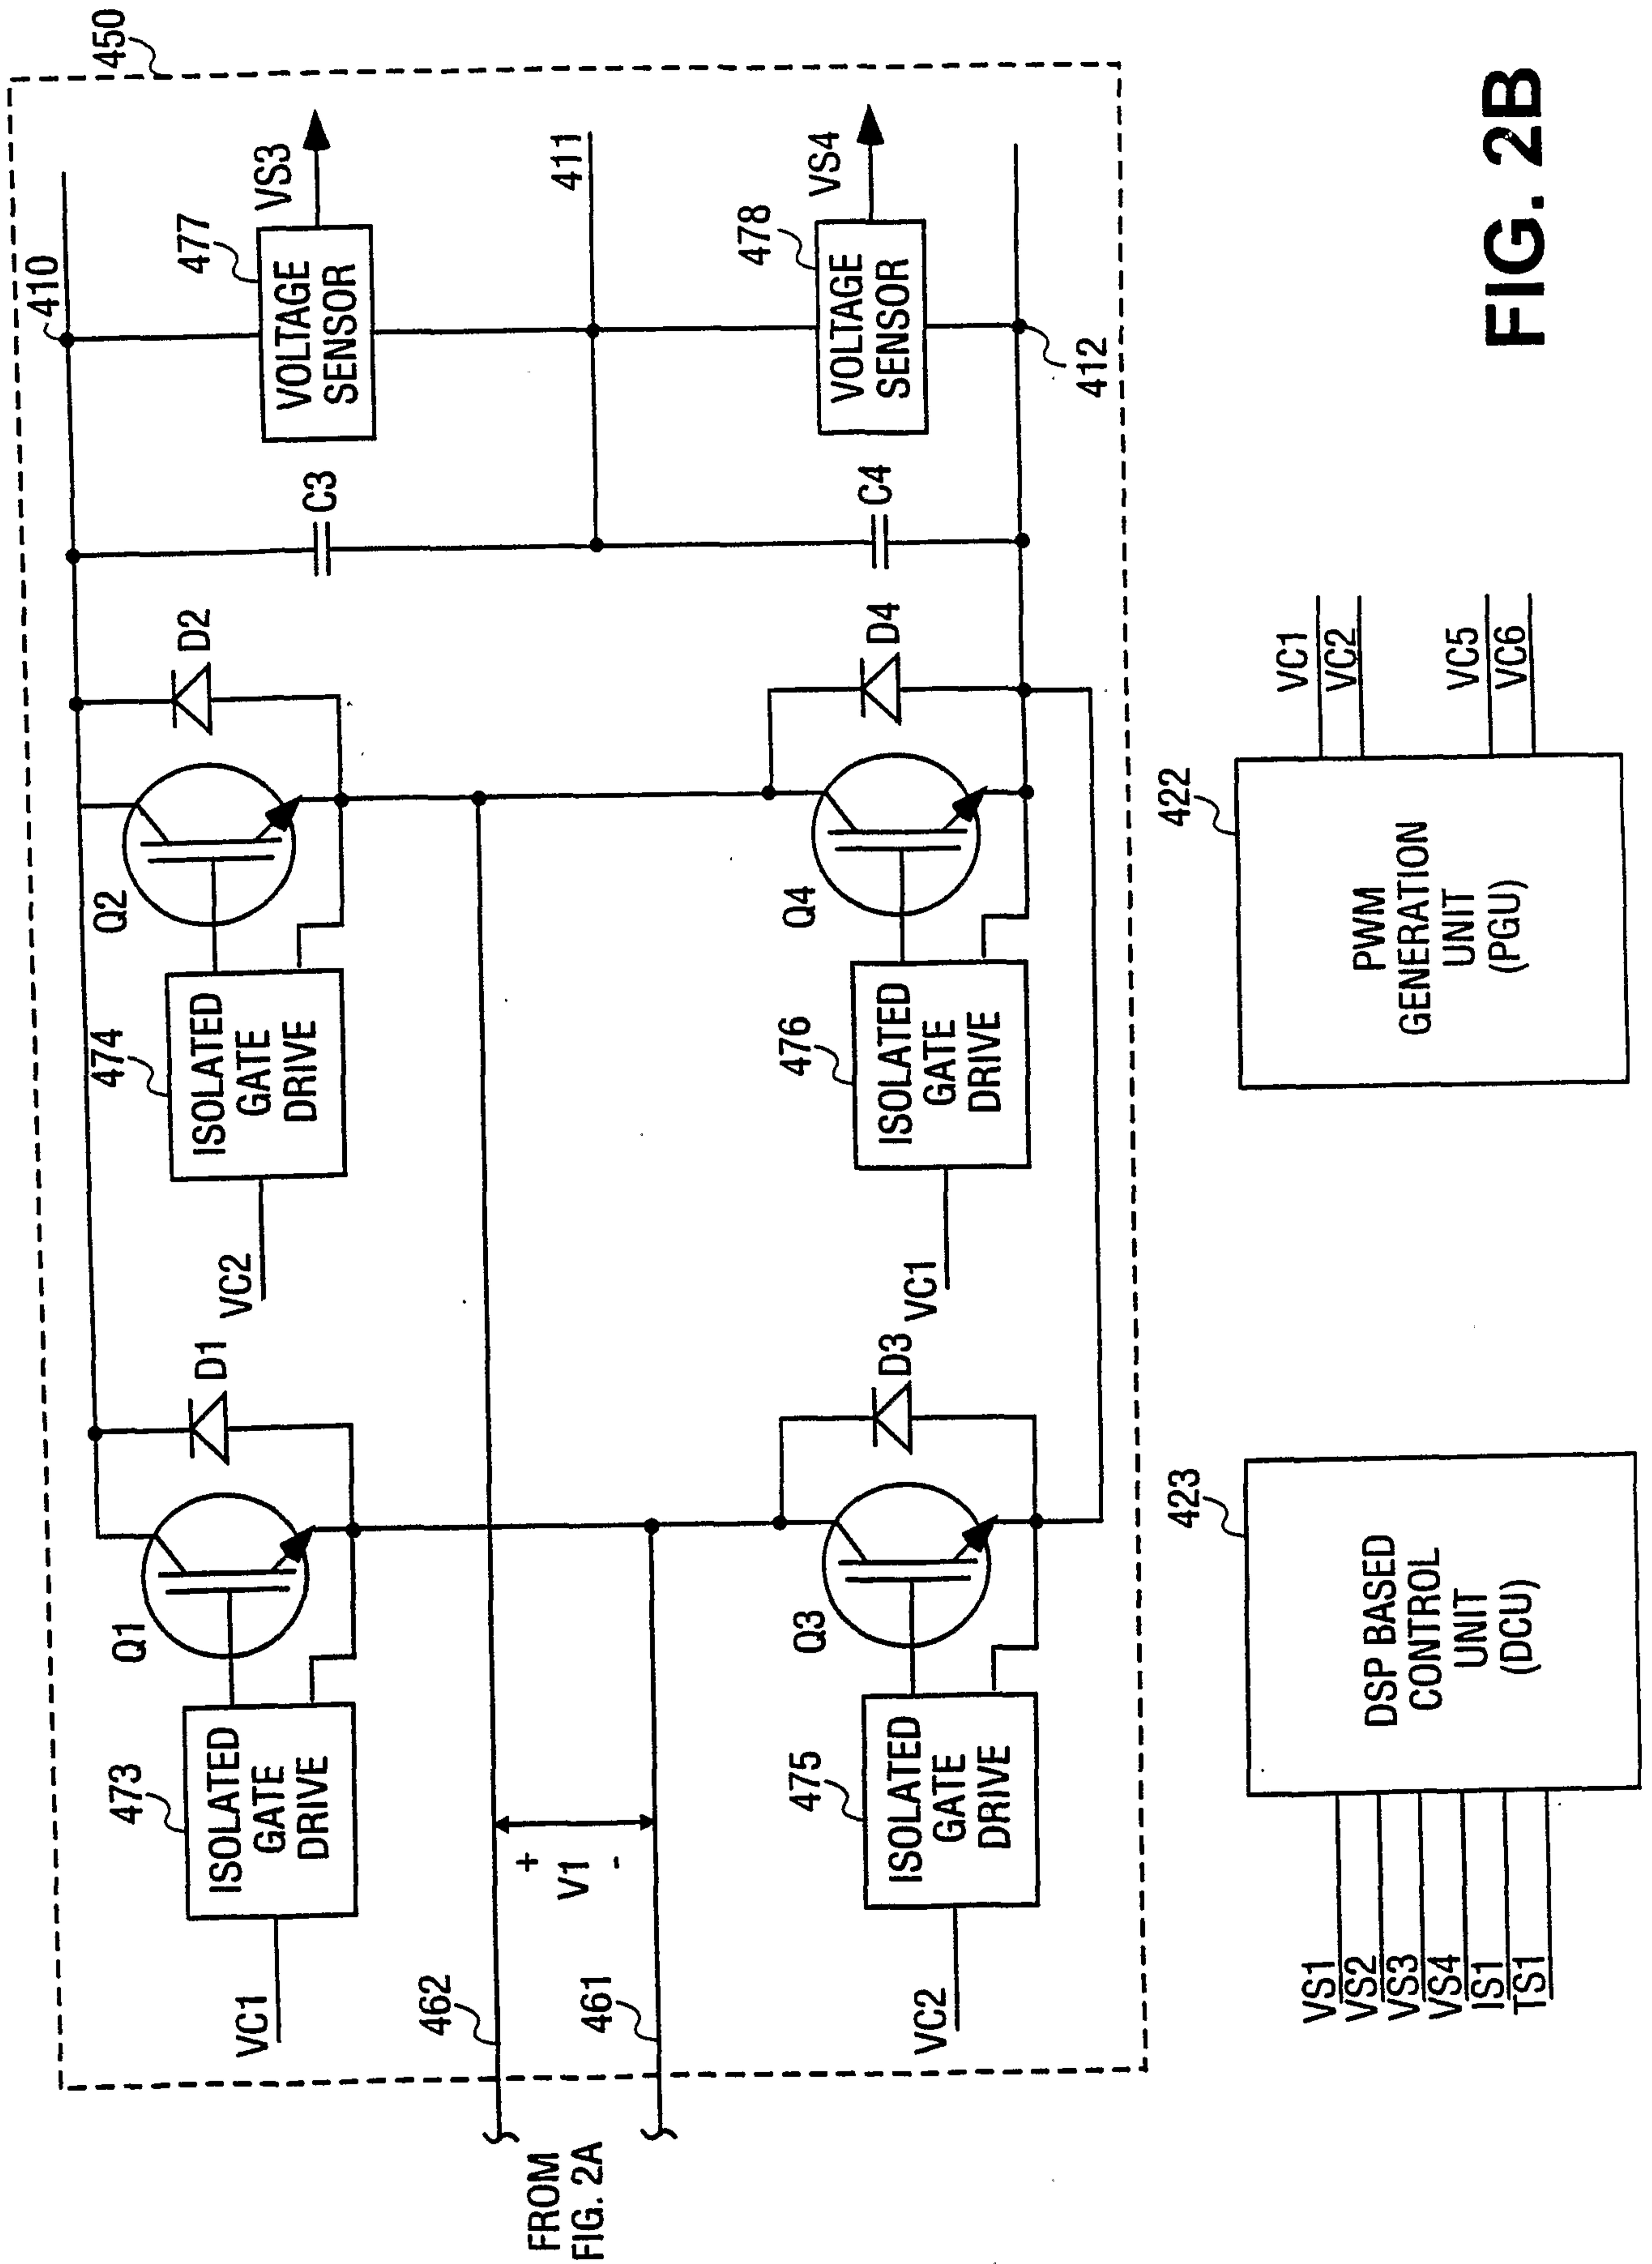 450
410
477
VOLTAGE
SENSOR
VS3
411
478
VOLTAGE
SENSOR
VS4
412
C3
C4
D2
Q2
474
ISOLATED
GATE
DRIVE
VC2
D4
Q4
476
ISOLATED
GATE
DRIVE
VC1
D1
Q1
473
ISOLATED
GATE
DRIVE
VC1
D3
Q3
475
ISOLATED
GATE
DRIVE
VC2
462
+
V1
-
461
FROM
FIG. 2A
423
DSP BASED
CONTROL
UNIT
(DCU)
VS1
VS2
VS3
VS4
IS1
TS1
422
PWM
GENERATION
UNIT
(PGU)
VC1
VC2
VC5
VC6
FIG. 2B